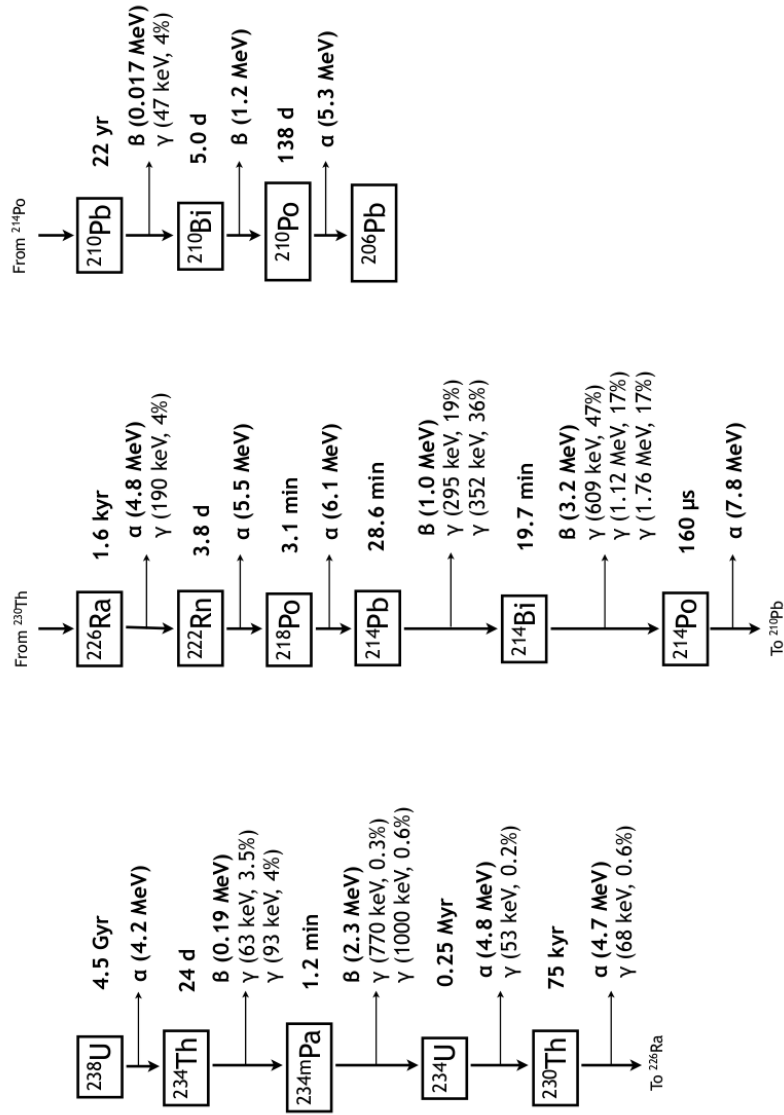 ²³⁸U
4.5 Gyr
α (4.2 MeV)
²³⁴Th
24 d
β (0.19 MeV)
γ (63 keV, 3.5%)
γ (93 keV, 4%)
²³⁴ᵐPa
1.2 min
β (2.3 MeV)
γ (770 keV, 0.3%)
γ (1000 keV, 0.6%)
²³⁴U
0.25 Myr
α (4.8 MeV)
γ (53 keV, 0.2%)
²³⁰Th
75 kyr
α (4.7 MeV)
γ (68 keV, 0.6%)
To ²²⁶Ra
From ²³⁰Th
²²⁶Ra
1.6 kyr
α (4.8 MeV)
γ (190 keV, 4%)
²²²Rn
3.8 d
α (5.5 MeV)
²¹⁸Po
3.1 min
α (6.1 MeV)
²¹⁴Pb
28.6 min
β (1.0 MeV)
γ (295 keV, 19%)
γ (352 keV, 36%)
²¹⁴Bi
19.7 min
β (3.2 MeV)
γ (609 keV, 47%)
γ (1.12 MeV, 17%)
γ (1.76 MeV, 17%)
²¹⁴Po
160 µs
α (7.8 MeV)
To ²¹⁰Pb
From ²¹⁴Po
²¹⁰Pb
22 yr
β (0.017 MeV)
γ (47 keV, 4%)
²¹⁰Bi
5.0 d
β (1.2 MeV)
²¹⁰Po
138 d
α (5.3 MeV)
²⁰⁶Pb